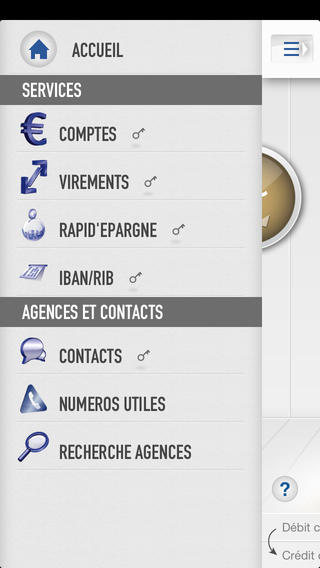 ACCUEIL
SERVICES
COMPTES
VIREMENTS
RAPID'EPARGNE
IBAN/RIB
AGENCES ET CONTACTS
CONTACTS
NUMEROS UTILES
RECHERCHE AGENCES
?
Débit c
Crédit